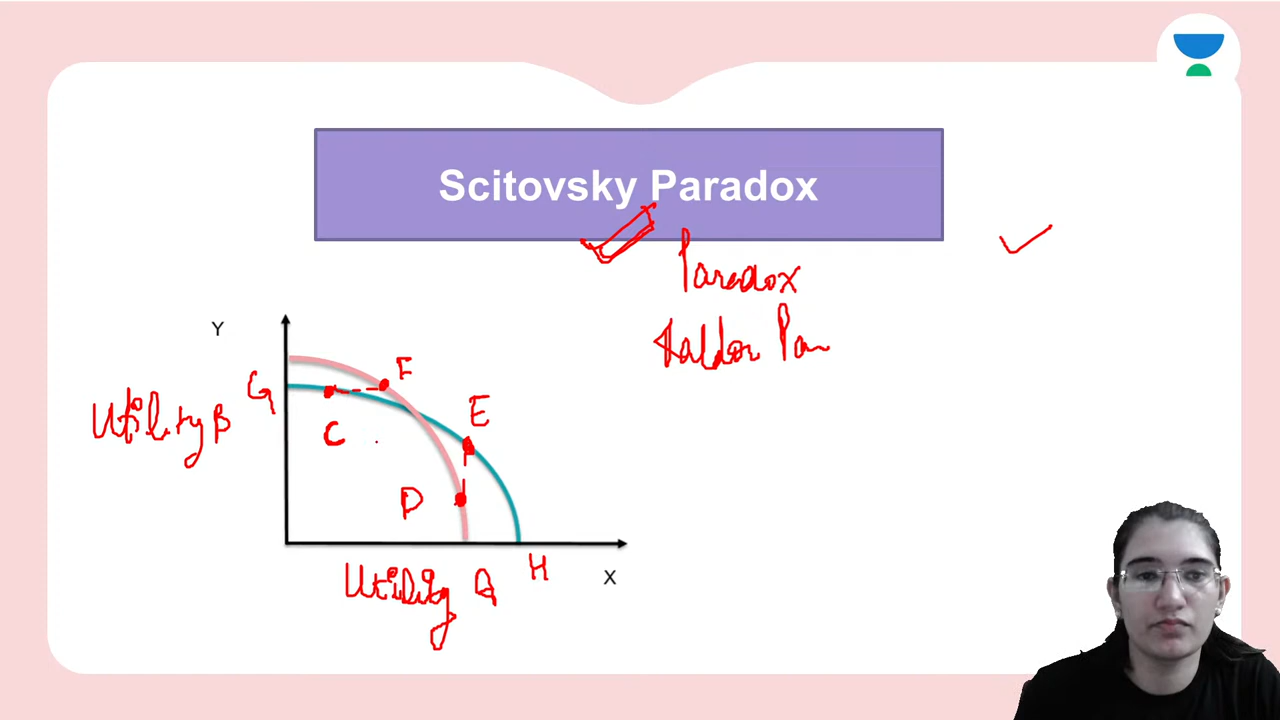 Scitovsky Paradox
Paradox
Kaldor Par
Y
F
G
E
Utility B
C
D
H
X
Utility A